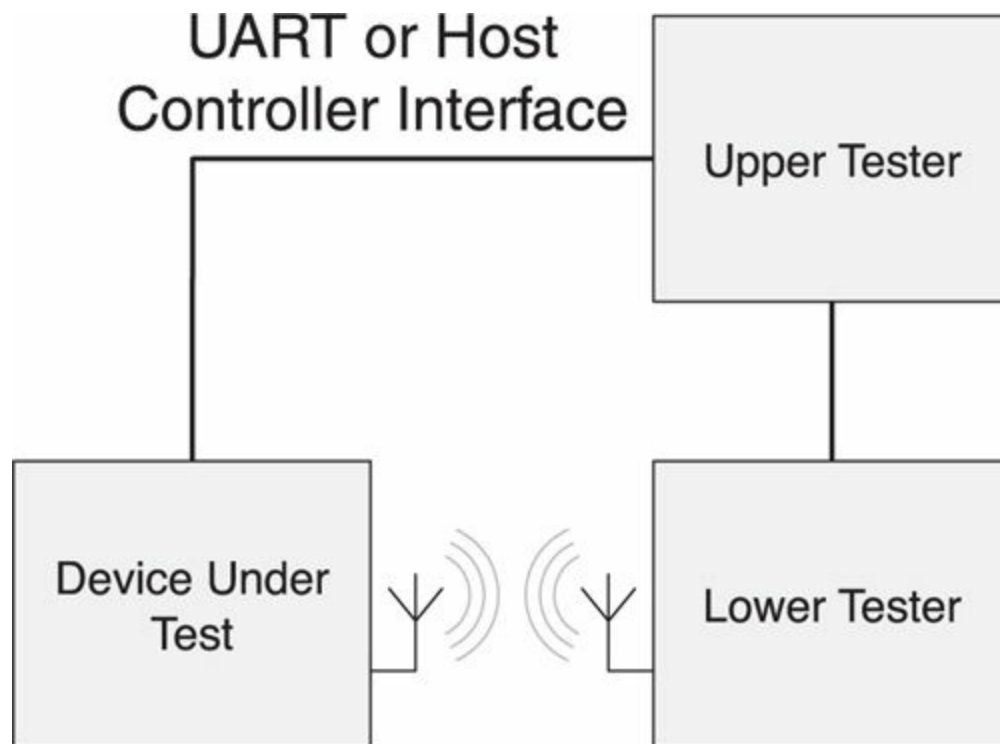 UART or Host
Controller Interface
Upper Tester
Device Under
Test
Lower Tester